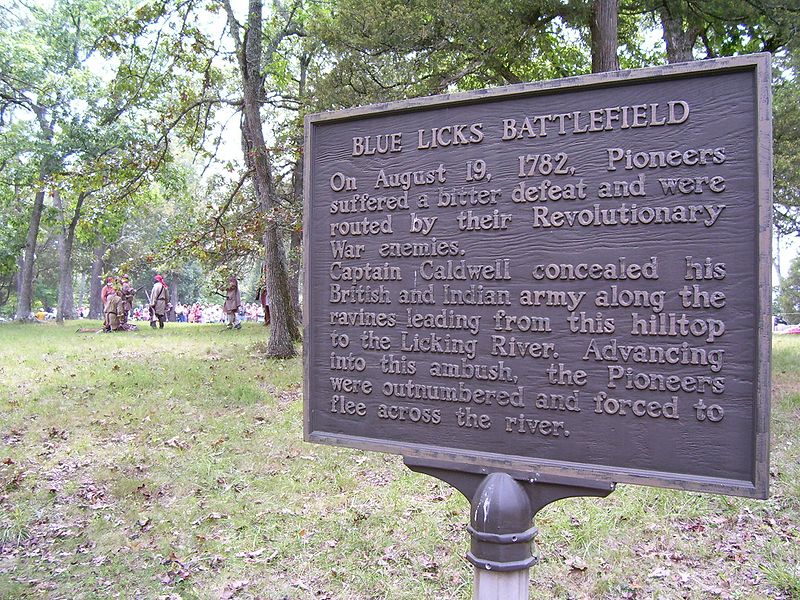 BLUE LICKS BATTLEFIELD
On August 19, 1782, Pioneers
suffered a bitter defeat and were
routed by their Revolutionary
War enemies.
Captain Caldwell concealed his
British and Indian army along the
ravines leading from this hilltop
to the Licking River. Advancing
into this ambush, the Pioneers
were outnumbered and forced to
flee across the river.